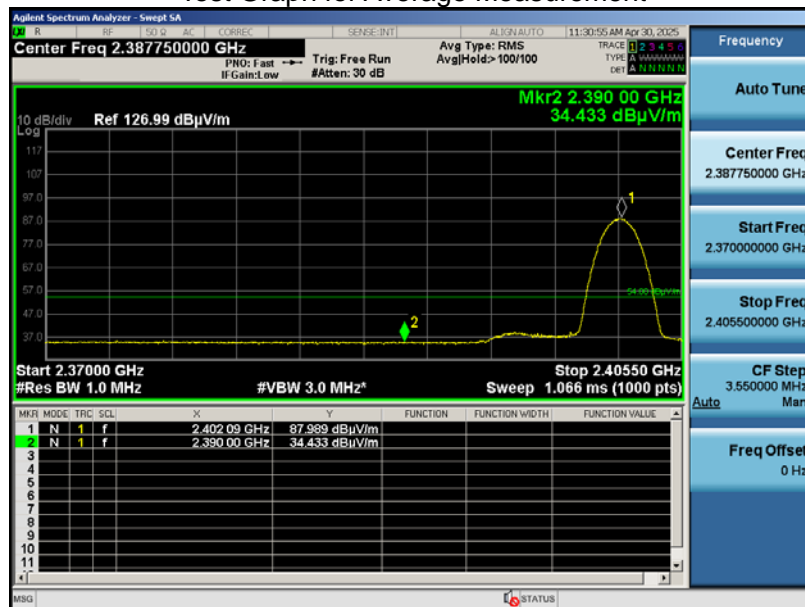 Test Graph for Average Measurement
Agilent Spectrum Analyzer - Swept SA
R RF 50 Ω AC CORREC SENSE:INT ALIGNAUTO 11:30:55 AM Apr 30, 2025
Center Freq 2.387750000 GHz
PNO: Fast
IFGain:Low
Trig: Free Run
#Atten: 30 dB
Avg Type: RMS
Avg|Hold:> 100/100
TRACE 1 2 3 4 5 6
TYPE A WWWWW
DET A N N N N N
Mkr2 2.390 00 GHz
34.433 dBµV/m
10 dB/div Ref 126.99 dBµV/m
Log
117
107
97.0
87.0
77.0
67.0
57.0
47.0
37.0
1
2
54.00 dBµV/m
Start 2.37000 GHz Stop 2.40550 GHz
#Res BW 1.0 MHz #VBW 3.0 MHz* Sweep 1.066 ms (1000 pts)
MKR MODE TRC SCL X Y FUNCTION FUNCTION WIDTH FUNCTION VALUE
1 N 1 f 2.402 09 GHz 87.989 dBµV/m
2 N 1 f 2.390 00 GHz 34.433 dBµV/m
3
4
5
6
7
8
9
10
11
MSG STATUS
Frequency
Auto Tune
Center Freq
2.387750000 GHz
Start Freq
2.370000000 GHz
Stop Freq
2.405500000 GHz
CF Step
3.550000 MHz
Auto Man
Freq Offset
0 Hz